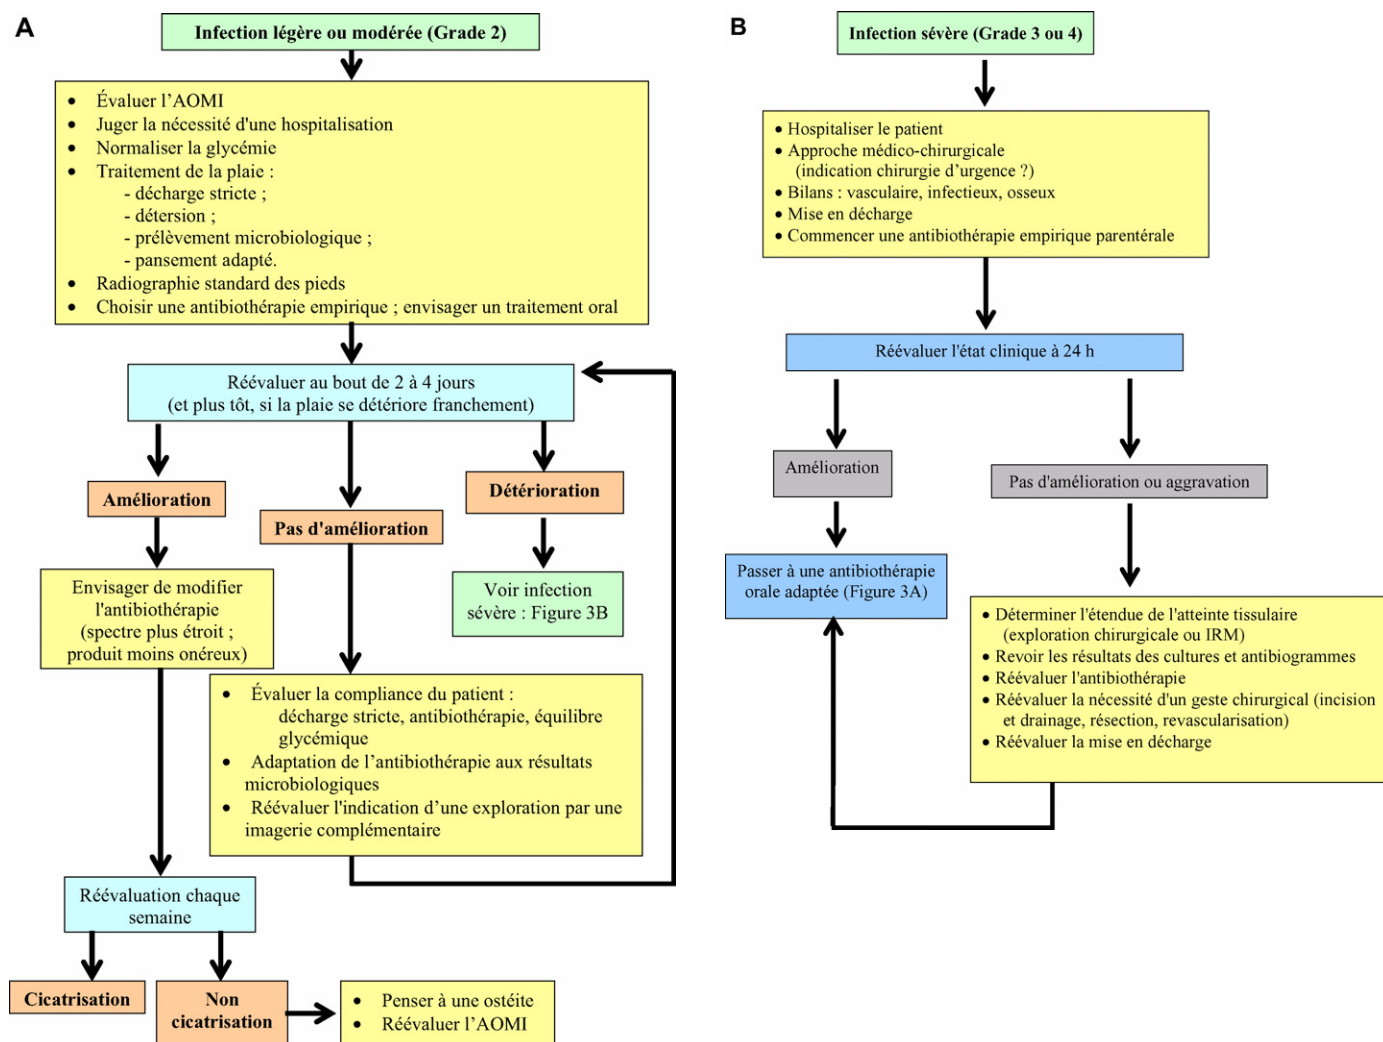 A
Infection légère ou modérée (Grade 2)
• Évaluer l'AOMI
• Juger la nécessité d'une hospitalisation
• Normaliser la glycémie
• Traitement de la plaie :
- décharge stricte ;
- détersion ;
- prélèvement microbiologique ;
- pansement adapté.
• Radiographie standard des pieds
• Choisir une antibiothérapie empirique ; envisager un traitement oral
Réévaluer au bout de 2 à 4 jours
(et plus tôt, si la plaie se détériore franchement)
Amélioration
Pas d'amélioration
Détérioration
Envisager de modifier
l'antibiothérapie
(spectre plus étroit ;
produit moins onéreux)
Voir infection
sévère : Figure 3B
• Évaluer la compliance du patient :
décharge stricte, antibiothérapie, équilibre
glycémique
• Adaptation de l'antibiothérapie aux résultats
microbiologiques
• Réévaluer l'indication d'une exploration par une
imagerie complémentaire
Réévaluation chaque
semaine
Cicatrisation
Non
cicatrisation
• Penser à une ostéite
• Réévaluer l'AOMI
B
Infection sévère (Grade 3 ou 4)
• Hospitaliser le patient
• Approche médico-chirurgicale
(indication chirurgie d'urgence ?)
• Bilans : vasculaire, infectieux, osseux
• Mise en décharge
• Commencer une antibiothérapie empirique parentérale
Réévaluer l'état clinique à 24 h
Amélioration
Pas d'amélioration ou aggravation
Passer à une antibiothérapie
orale adaptée (Figure 3A)
• Déterminer l'étendue de l'atteinte tissulaire
(exploration chirurgicale ou IRM)
• Revoir les résultats des cultures et antibiogrammes
• Réévaluer l'antibiothérapie
• Réévaluer la nécessité d'un geste chirurgical (incision
et drainage, résection, revascularisation)
• Réévaluer la mise en décharge